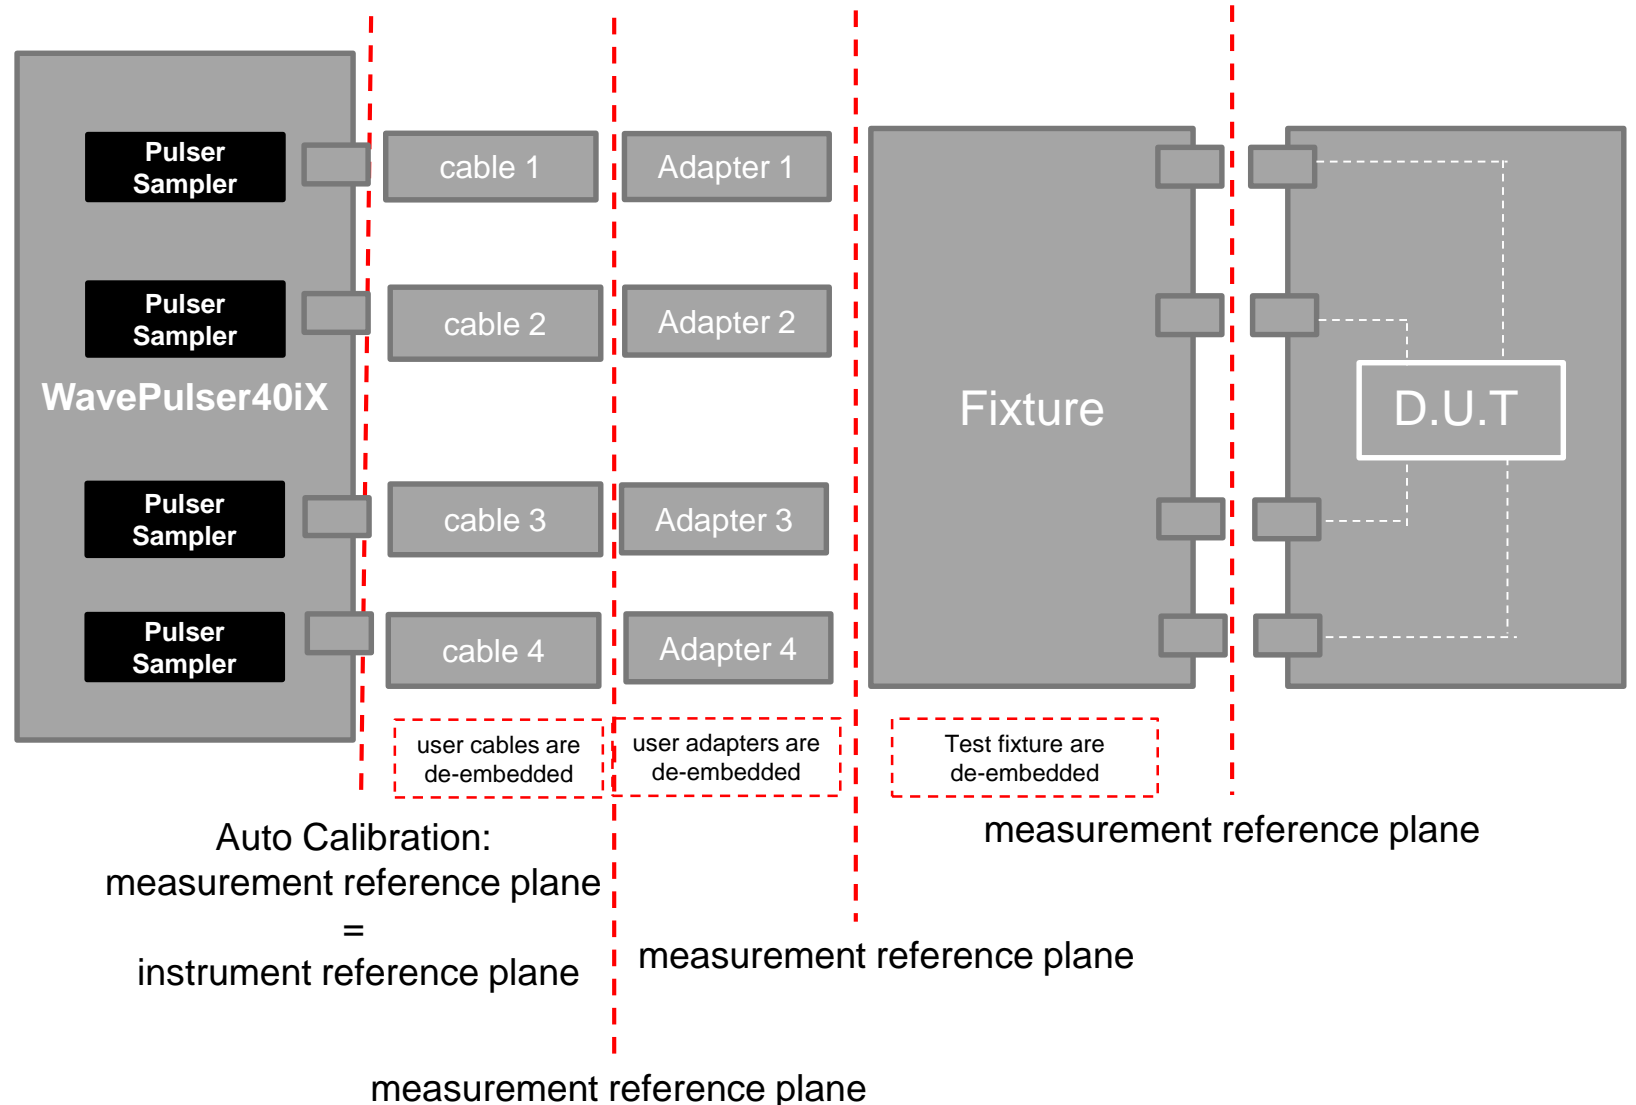 Pulser
Sampler
cable 1
Adapter 1
Pulser
Sampler
cable 2
Adapter 2
WavePulser40iX
Fixture
D.U.T
Pulser
Sampler
cable 3
Adapter 3
Pulser
Sampler
cable 4
Adapter 4
user cables are
de-embedded
user adapters are
de-embedded
Test fixture are
de-embedded
Auto Calibration:
measurement reference plane
=
instrument reference plane
measurement reference plane
measurement reference plane
measurement reference plane